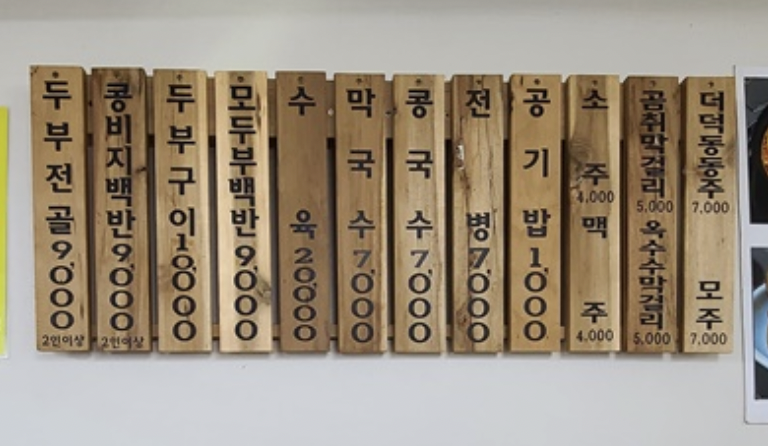 두부전골 9,000
2인이상
콩비지백반 9,000
2인이상
두부구이 10,000
모두부백반 9,000
수육 20,000
막국수 7,000
콩국수 7,000
전병 7,000
공기밥 1,000
소주
4,000
맥주
4,000
곰취막걸리
5,000
옥수수막걸리
5,000
더덕동동주
7,000
모주
7,000